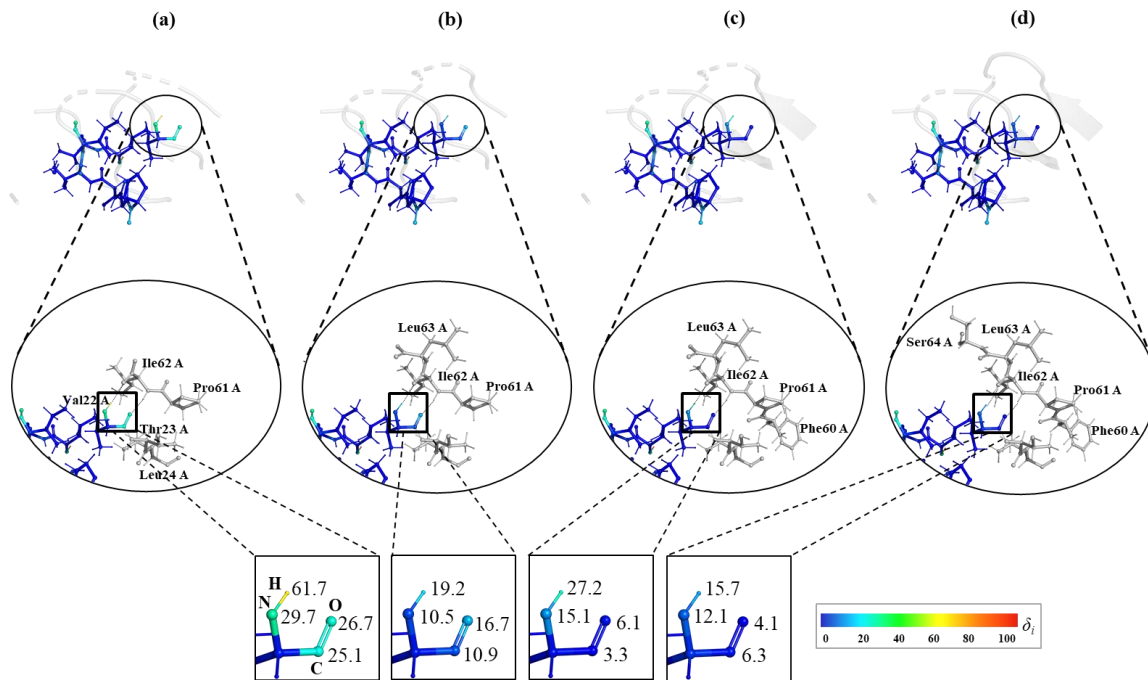 (a) (b) (c) (d)
Ile62 A
Pro61 A
Val22 A
Thr23 A
Leu24 A
Leu63 A
Ile62 A
Pro61 A
Leu63 A
Ile62 A
Pro61 A
Phe60 A
Ser64 A
Leu63 A
Ile62 A
Pro61 A
Phe60 A
H 61.7
N 29.7
O 26.7
C 25.1
19.2
10.5
16.7
10.9
27.2
15.1
6.1
3.3
15.7
12.1
4.1
6.3
0 20 40 60 80 100 δi